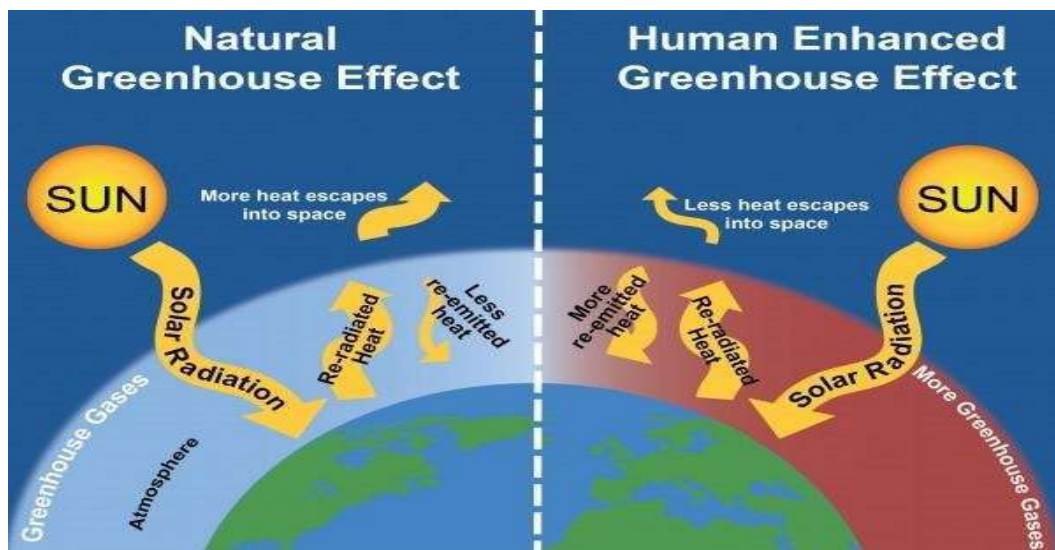 Natural
Greenhouse Effect
SUN
More heat escapes
into space
Solar Radiation
Re-radiated
Heat
Less
re-emitted
heat
Greenhouse Gases
Atmosphere
Human Enhanced
Greenhouse Effect
SUN
Less heat escapes
into space
More
re-emitted
heat
Re-radiated
Heat
Solar Radiation
More Greenhouse Gases